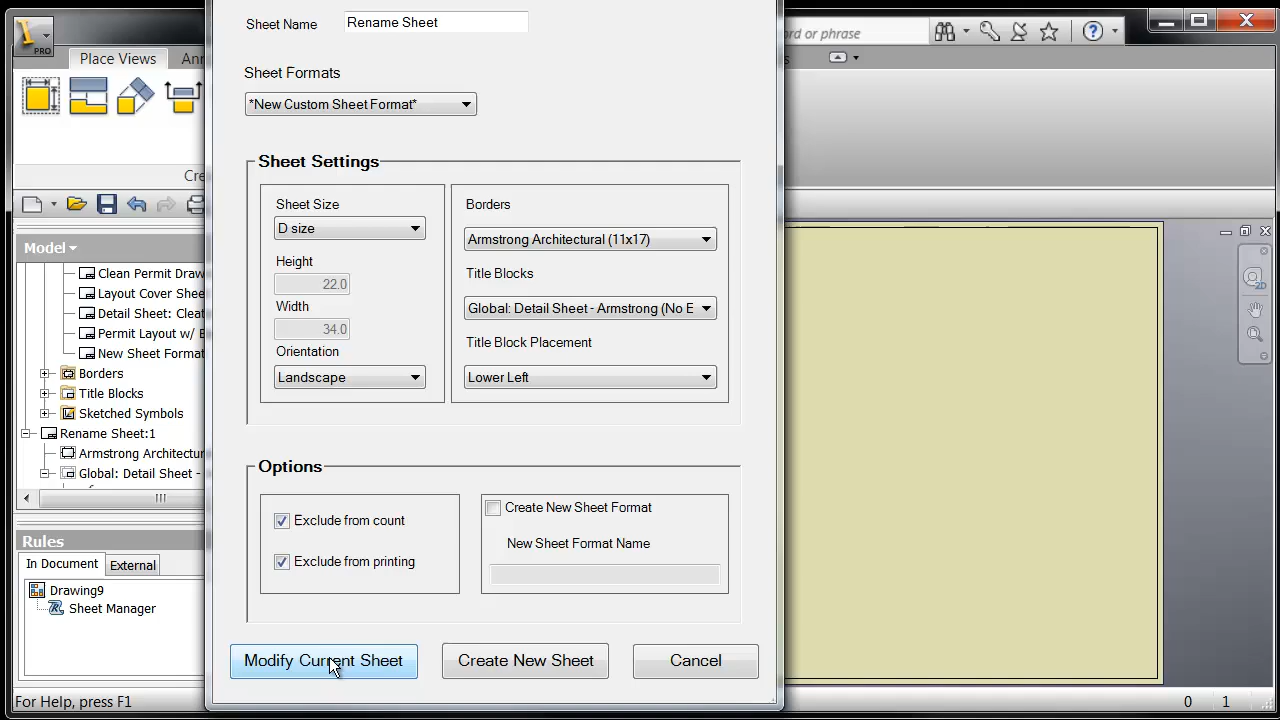 Sheet Name
Rename Sheet
or phrase
PRO
Place Views
Ann
Sheet Formats
*New Custom Sheet Format*
Cre
Sheet Settings
Sheet Size
D size
Height
22.0
Width
34.0
Orientation
Landscape
Borders
Armstrong Architectural (11x17)
Title Blocks
Global: Detail Sheet - Armstrong (No E
Title Block Placement
Lower Left
Model
Clean Permit Draw
Layout Cover Shee
Detail Sheet: Clea
Permit Layout w/ B
New Sheet Format
Borders
Title Blocks
Sketched Symbols
Rename Sheet:1
Armstrong Architectur
Global: Detail Sheet -
Options
Exclude from count
Exclude from printing
Create New Sheet Format
New Sheet Format Name
Rules
In Document
External
Drawing9
Sheet Manager
Modify Current Sheet
Create New Sheet
Cancel
For Help, press F1
0
1
2D